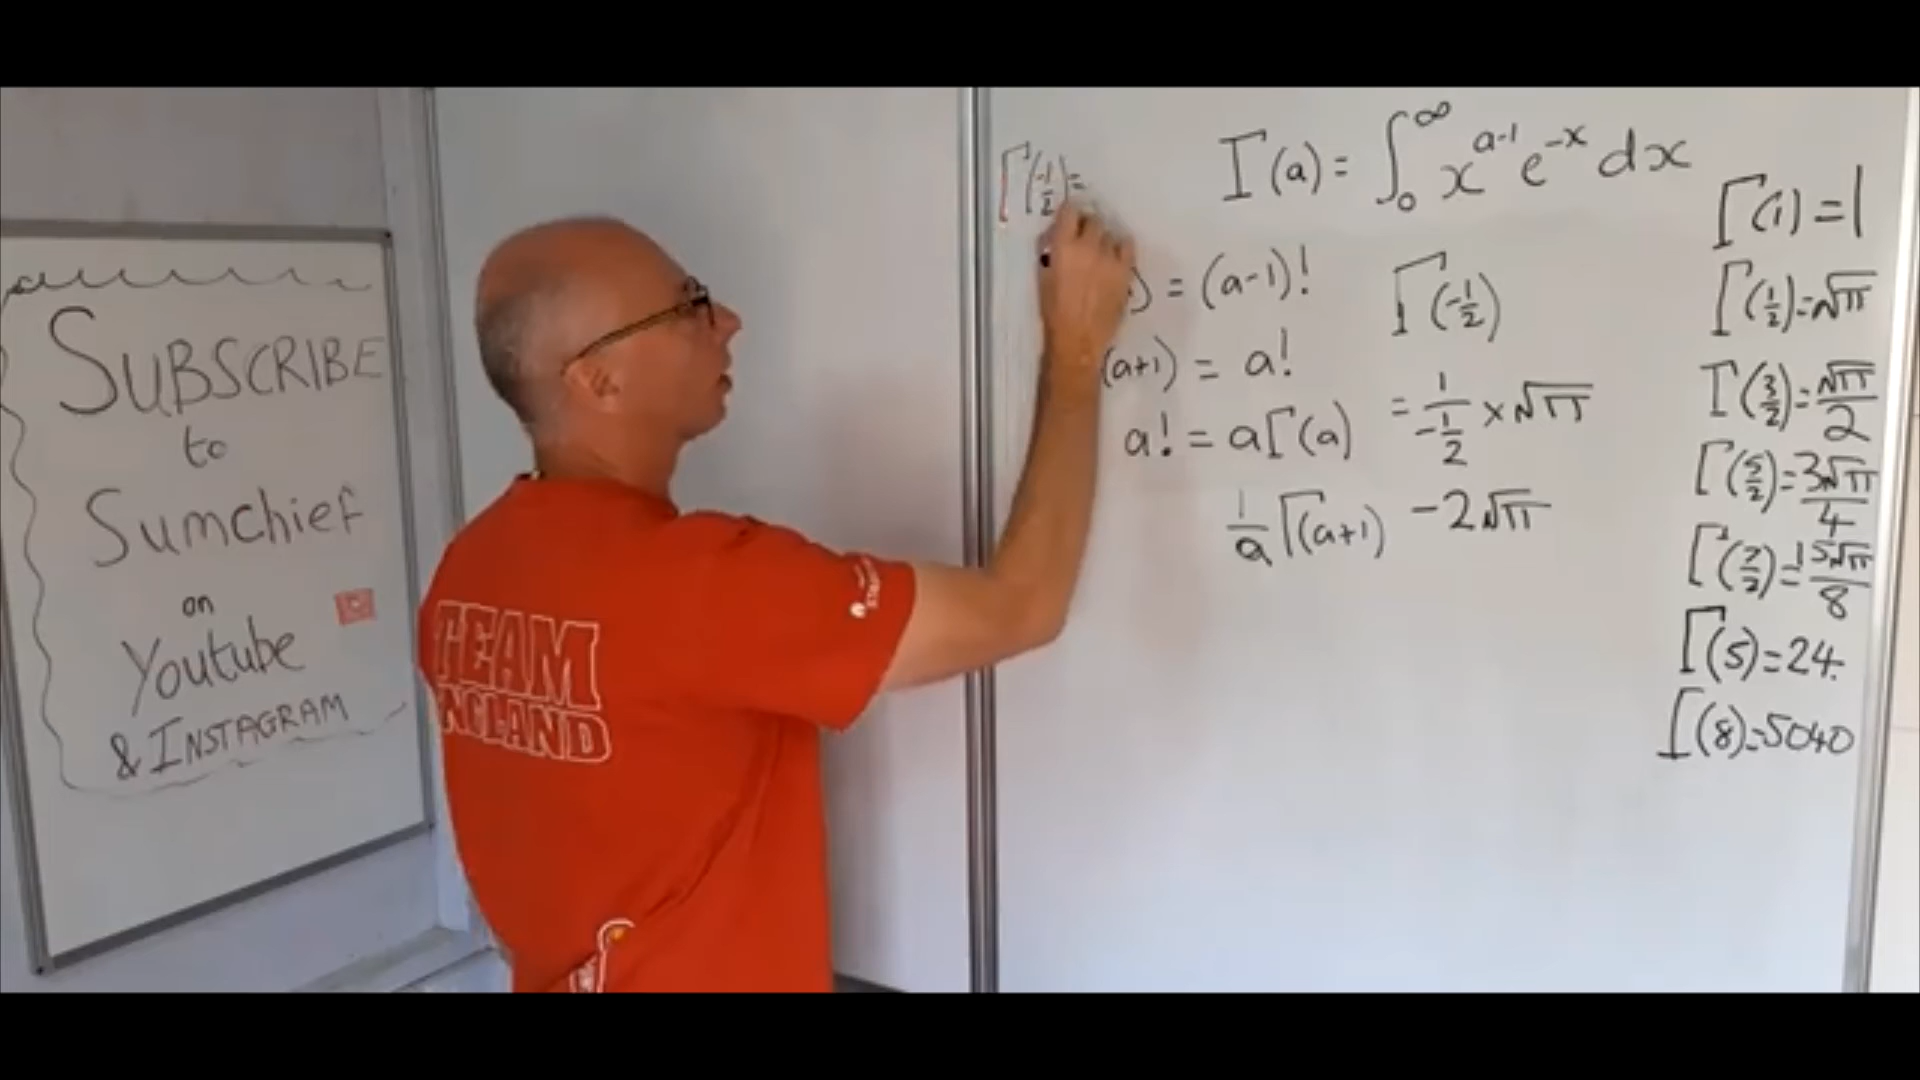 SUBSCRIBE
to
Sumchief
on
Youtube
& INSTAGRAM
TEAM
ENGLAND
Γ(-1/2)=
Γ(a) = ∫₀^∞ x^(a-1) e^(-x) dx
) = (a-1)!
(a+1) = a!
a! = aΓ(a)
1/a Γ(a+1)
Γ(-1/2)
= 1/(-1/2) × √π
-2√π
Γ(1)=1
Γ(1/2)=√π
Γ(3/2)=√π/2
Γ(5/2)=3√π/4
Γ(7/2)=15√π/8
Γ(5)=24.
Γ(8)=5040